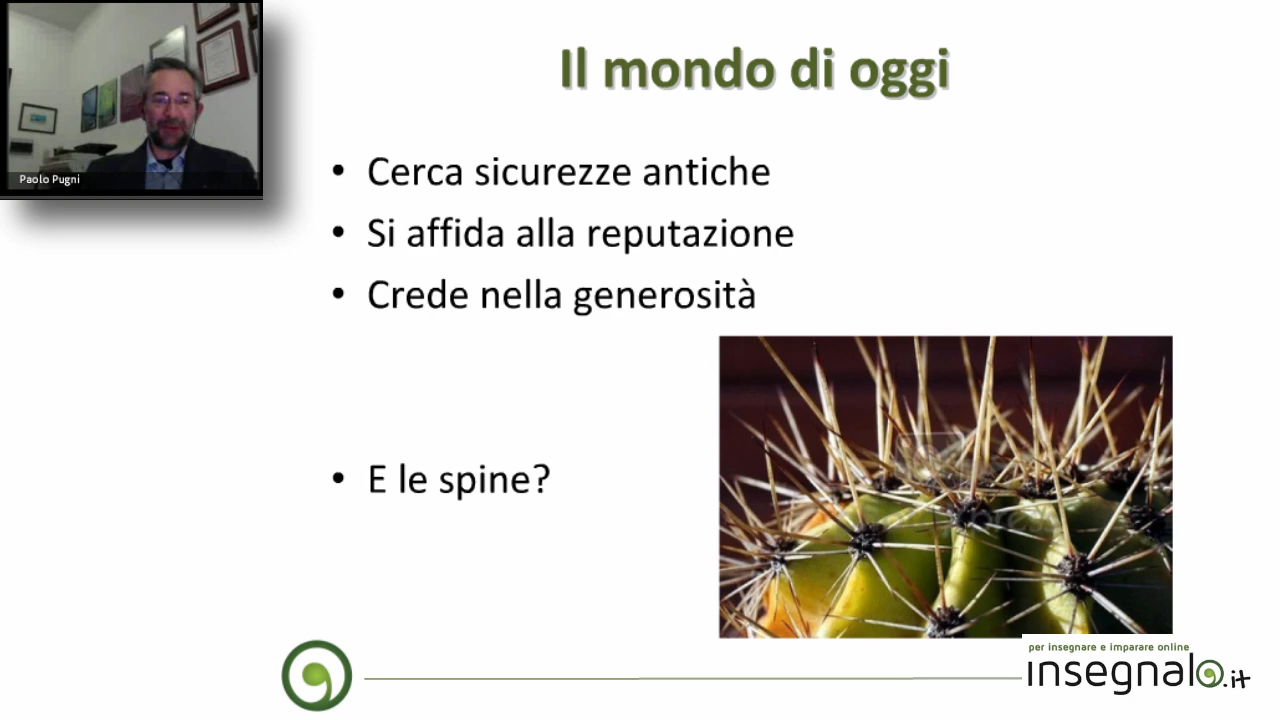 Paolo Pugni
Il mondo di oggi
• Cerca sicurezze antiche
• Si affida alla reputazione
• Crede nella generosità
• E le spine?
per insegnare e imparare online
insegnalo.it